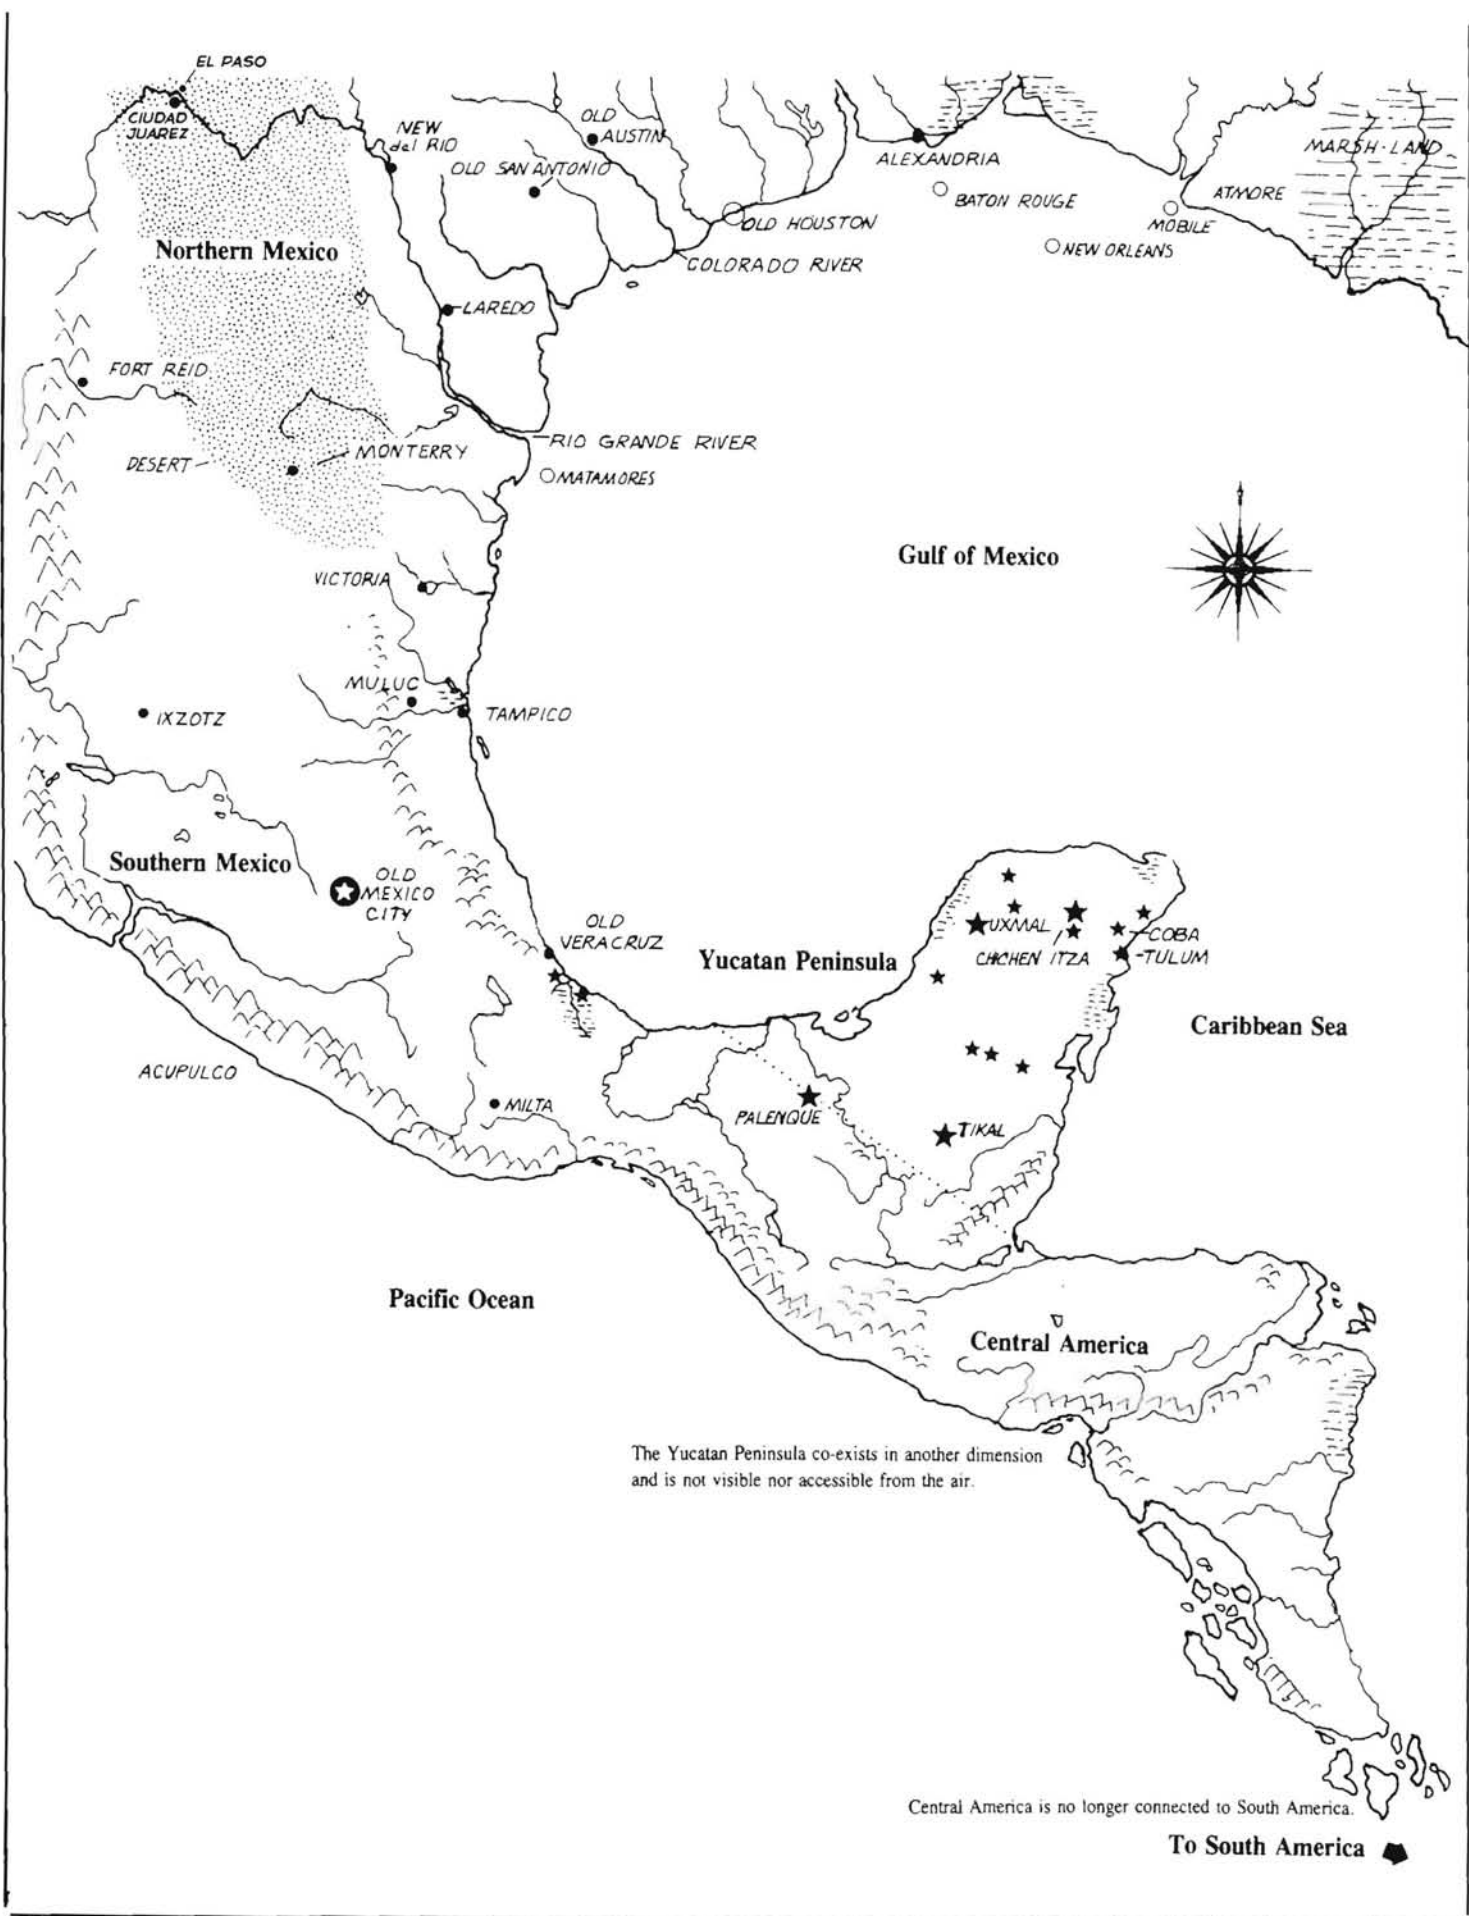 EL PASO
CIUDAD
JUAREZ
NEW
del RIO
OLD
AUSTIN
OLD SAN ANTONIO
ALEXANDRIA
BATON ROUGE
MARSH-LAND
ATMORE
MOBILE
NEW ORLEANS
OLD HOUSTON
COLORADO RIVER
Northern Mexico
LAREDO
FORT REID
DESERT
MONTERRY
RIO GRANDE RIVER
MATAMORES
Gulf of Mexico
VICTORIA
MULUC
TAMPICO
IXZOTZ
Southern Mexico
OLD
MEXICO
CITY
OLD
VERACRUZ
Yucatan Peninsula
UXMAL
CHICHEN ITZA
COBA
TULUM
Caribbean Sea
ACUPULCO
MILTA
PALENQUE
TIKAL
Pacific Ocean
Central America
The Yucatan Peninsula co-exists in another dimension
and is not visible nor accessible from the air.
Central America is no longer connected to South America.
To South America